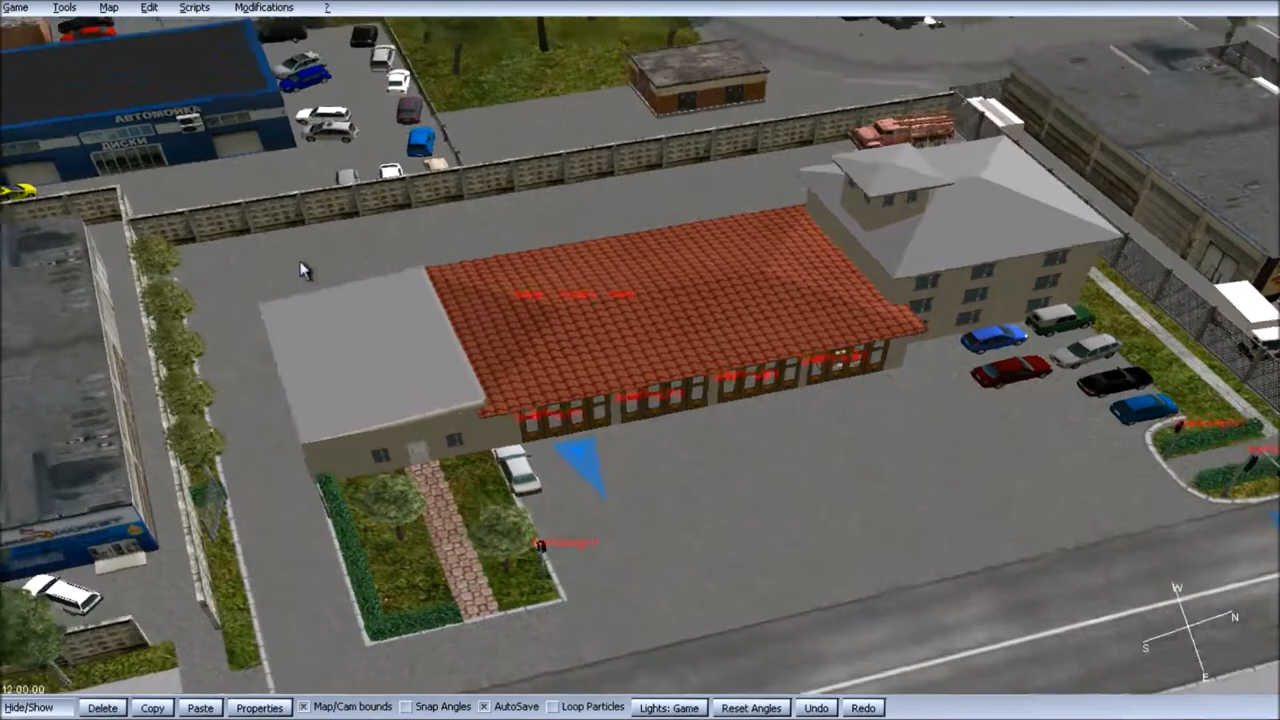 Game Tools Map Edit Scripts Modifications ?
АВТОМОЙКА
ДИСКИ
W
N
S
E
12:00.00
Hide/Show Delete Copy Paste Properties Map/Cam bounds Snap Angles AutoSave Loop Particles Lights: Game Reset Angles Undo Redo